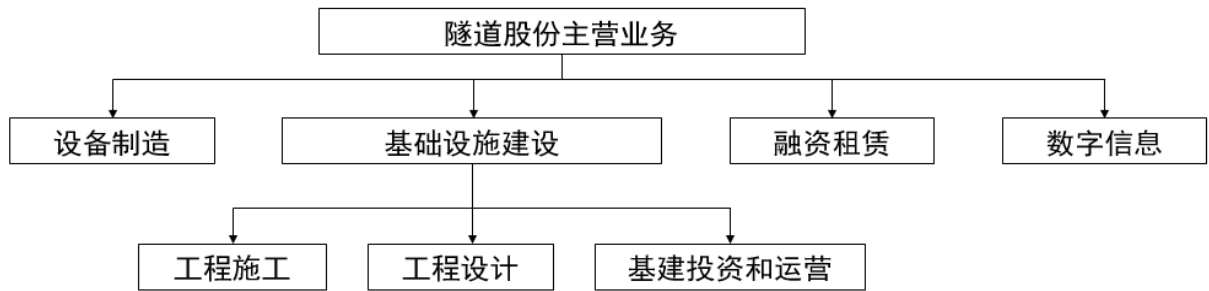 隧道股份主营业务
设备制造
基础设施建设
融资租赁
数字信息
工程施工
工程设计
基建投资和运营